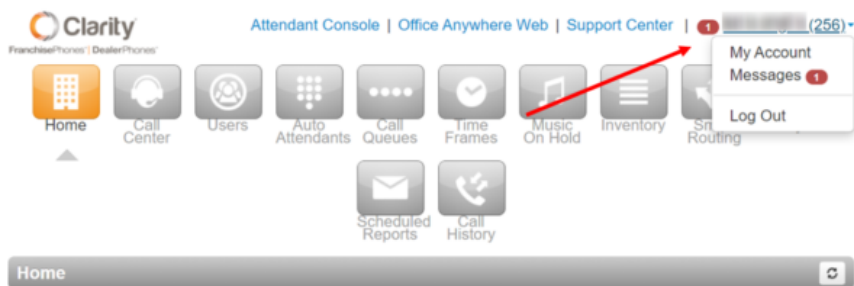 Clarity
FranchisePhones | DealerPhones
Attendant Console | Office Anywhere Web | Support Center | 1 (256)
My Account
Messages 1
Log Out
Home
Call Center
Users
Auto Attendants
Call Queues
Time Frames
Music On Hold
Inventory
Routing
Scheduled Reports
Call History
Home